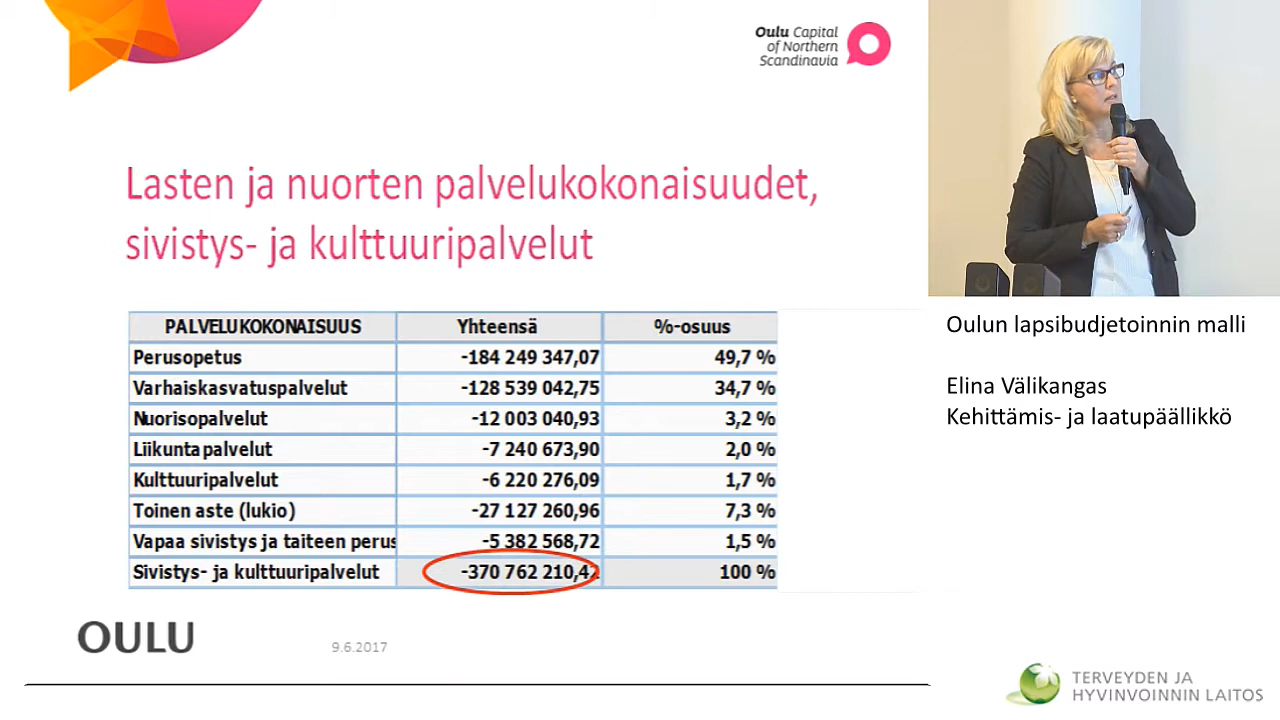 Oulu Capital
of Northern
Scandinavia
Lasten ja nuorten palvelukokonaisuudet,
sivistys- ja kulttuuripalvelut
PALVELUKOKONAISUUS Yhteensä %-osuus
Perusopetus -184 249 347,07 49,7 %
Varhaiskasvatuspalvelut -128 539 042,75 34,7 %
Nuorisopalvelut -12 003 040,93 3,2 %
Liikuntapalvelut -7 240 673,90 2,0 %
Kulttuuripalvelut -6 220 276,09 1,7 %
Toinen aste (lukio) -27 127 260,96 7,3 %
Vapaa sivistys ja taiteen perus -5 382 568,72 1,5 %
Sivistys- ja kulttuuripalvelut -370 762 210,42 100 %
OULU
9.6.2017
Oulun lapsibudjetoinnin malli
Elina Välikangas
Kehittämis- ja laatupäällikkö
TERVEYDEN JA
HYVINVOINNIN LAITOS